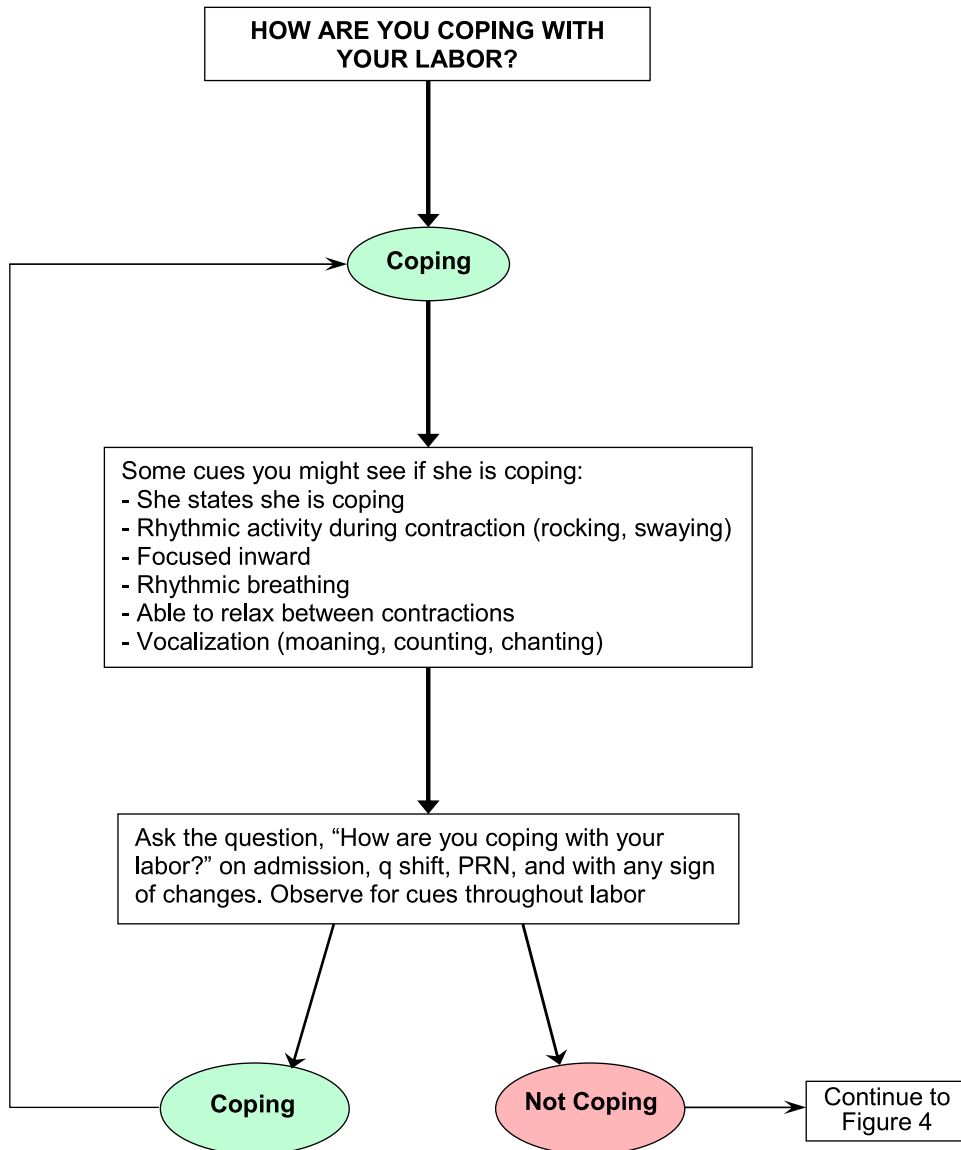 HOW ARE YOU COPING WITH
YOUR LABOR?
Coping
Some cues you might see if she is coping:
- She states she is coping
- Rhythmic activity during contraction (rocking, swaying)
- Focused inward
- Rhythmic breathing
- Able to relax between contractions
- Vocalization (moaning, counting, chanting)
Ask the question, “How are you coping with your
labor?” on admission, q shift, PRN, and with any sign
of changes. Observe for cues throughout labor
Coping
Not Coping
Continue to
Figure 4